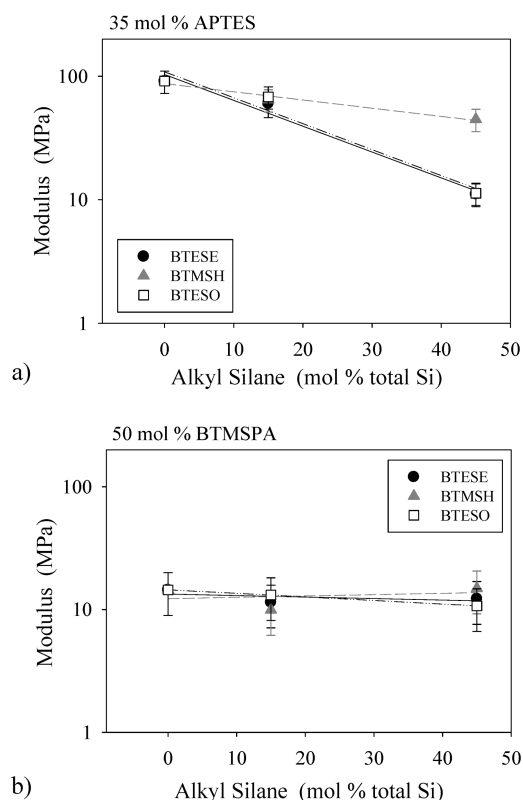 35 mol % APTES
100
10
1
Modulus (MPa)
BTESE
BTMSH
BTESO
0 10 20 30 40 50
Alkyl Silane (mol % total Si)
a)
50 mol % BTMSPA
100
10
1
Modulus (MPa)
BTESE
BTMSH
BTESO
0 10 20 30 40 50
Alkyl Silane (mol % total Si)
b)